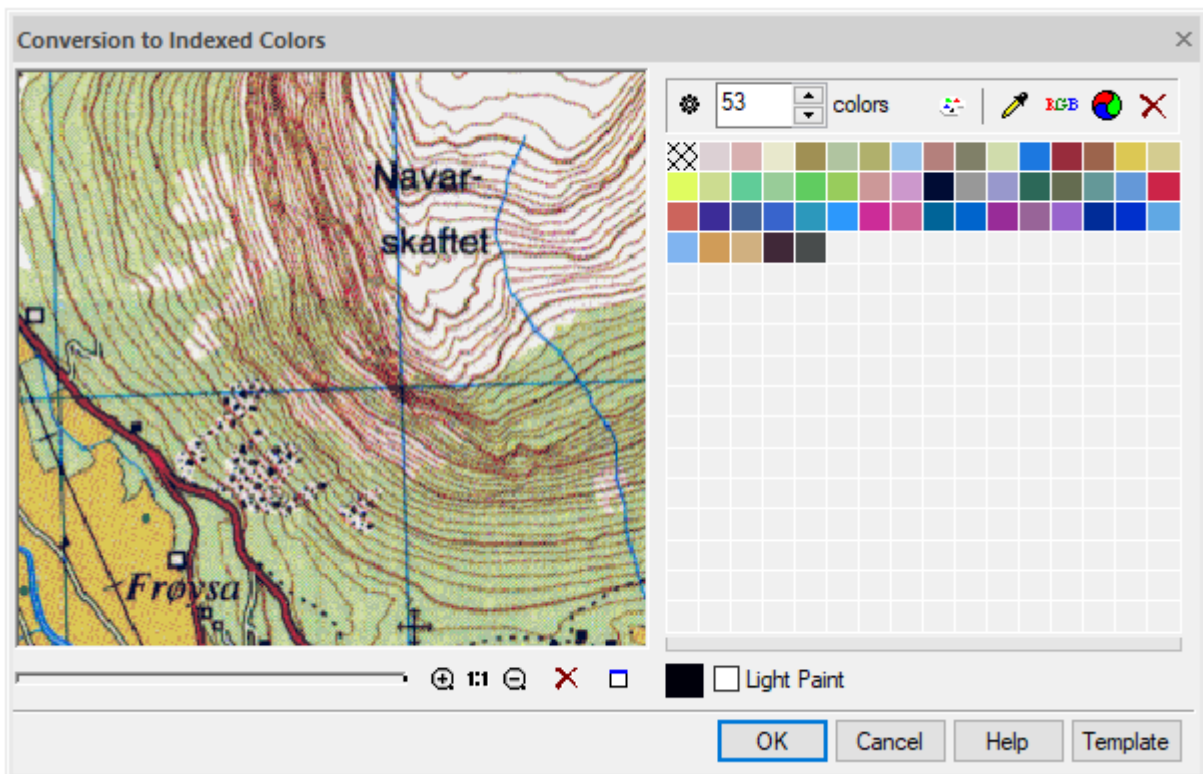 Conversion to Indexed Colors
53 colors RGB
Navar-
skaftet
Frøysa
1:1
Light Paint
OK Cancel Help Template